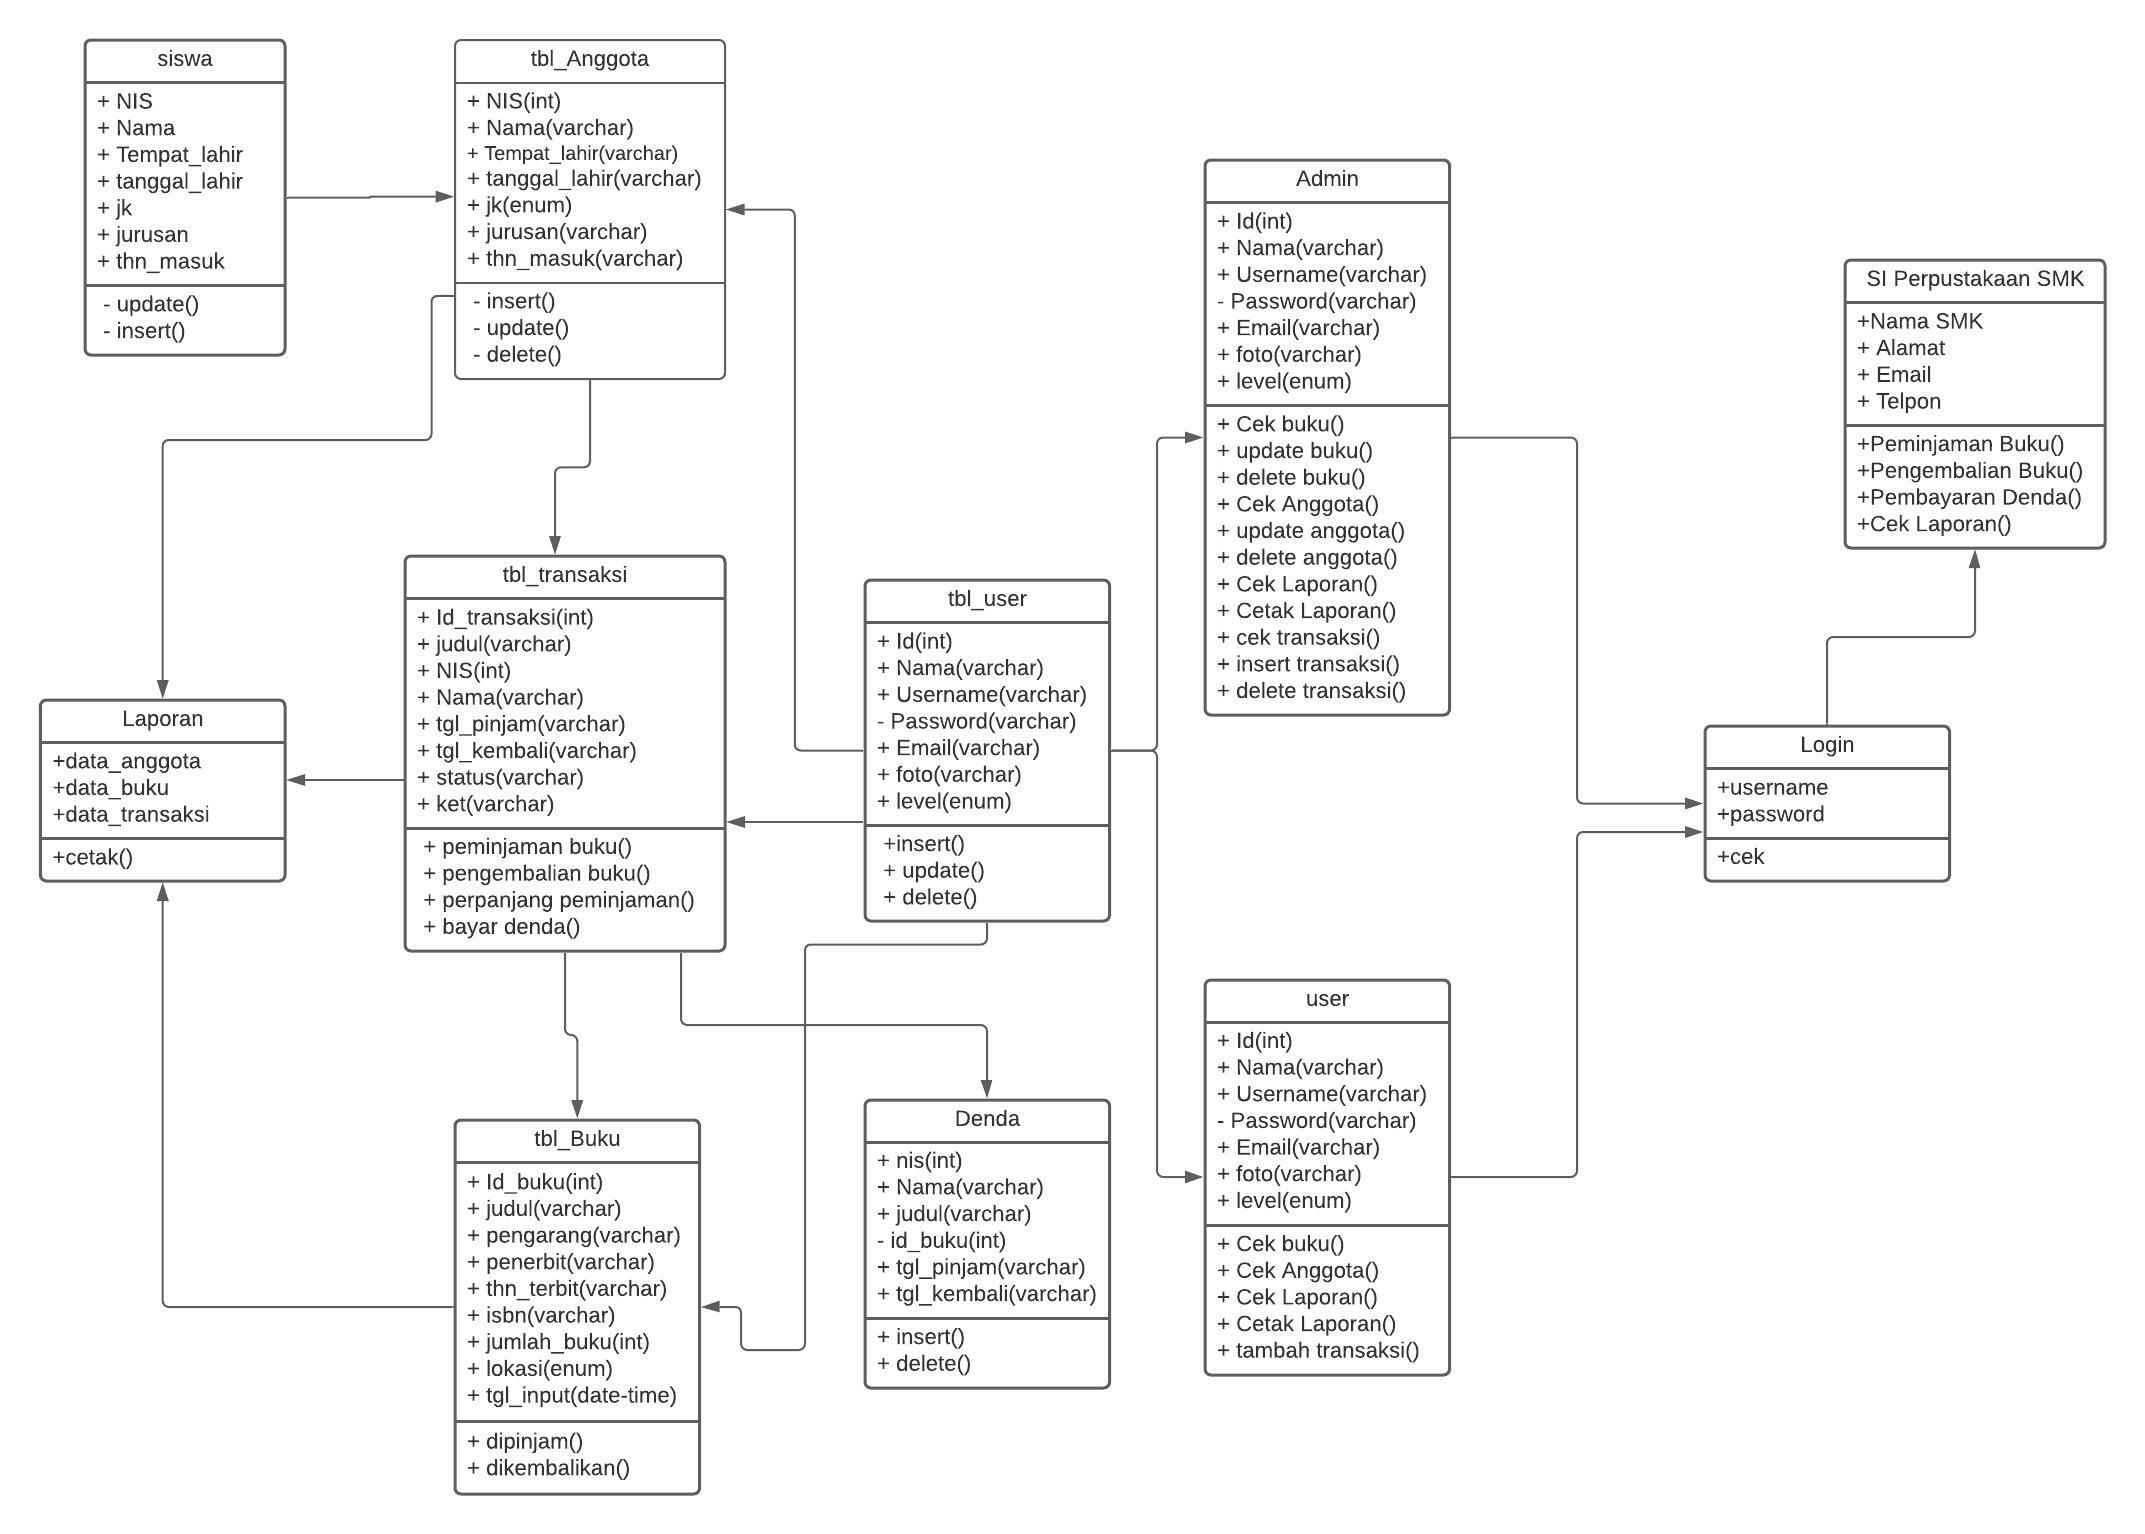 siswa
+ NIS
+ Nama
+ Tempat_lahir
+ tanggal_lahir
+ jk
+ jurusan
+ thn_masuk
- update()
- insert()
tbl_Anggota
+ NIS(int)
+ Nama(varchar)
+ Tempat_lahir(varchar)
+ tanggal_lahir(varchar)
+ jk(enum)
+ jurusan(varchar)
+ thn_masuk(varchar)
- insert()
- update()
- delete()
Admin
+ Id(int)
+ Nama(varchar)
+ Username(varchar)
- Password(varchar)
+ Email(varchar)
+ foto(varchar)
+ level(enum)
+ Cek buku()
+ update buku()
+ delete buku()
+ Cek Anggota()
+ update anggota()
+ delete anggota()
+ Cek Laporan()
+ Cetak Laporan()
+ cek transaksi()
+ insert transaksi()
+ delete transaksi()
SI Perpustakaan SMK
+Nama SMK
+ Alamat
+ Email
+ Telpon
+Peminjaman Buku()
+Pengembalian Buku()
+Pembayaran Denda()
+Cek Laporan()
tbl_transaksi
+ Id_transaksi(int)
+ judul(varchar)
+ NIS(int)
+ Nama(varchar)
+ tgl_pinjam(varchar)
+ tgl_kembali(varchar)
+ status(varchar)
+ ket(varchar)
+ peminjaman buku()
+ pengembalian buku()
+ perpanjang peminjaman()
+ bayar denda()
tbl_user
+ Id(int)
+ Nama(varchar)
+ Username(varchar)
- Password(varchar)
+ Email(varchar)
+ foto(varchar)
+ level(enum)
+insert()
+ update()
+ delete()
Laporan
+data_anggota
+data_buku
+data_transaksi
+cetak()
Login
+username
+password
+cek
user
+ Id(int)
+ Nama(varchar)
+ Username(varchar)
- Password(varchar)
+ Email(varchar)
+ foto(varchar)
+ level(enum)
+ Cek buku()
+ Cek Anggota()
+ Cek Laporan()
+ Cetak Laporan()
+ tambah transaksi()
Denda
+ nis(int)
+ Nama(varchar)
+ judul(varchar)
- id_buku(int)
+ tgl_pinjam(varchar)
+ tgl_kembali(varchar)
+ insert()
+ delete()
tbl_Buku
+ Id_buku(int)
+ judul(varchar)
+ pengarang(varchar)
+ penerbit(varchar)
+ thn_terbit(varchar)
+ isbn(varchar)
+ jumlah_buku(int)
+ lokasi(enum)
+ tgl_input(date-time)
+ dipinjam()
+ dikembalikan()